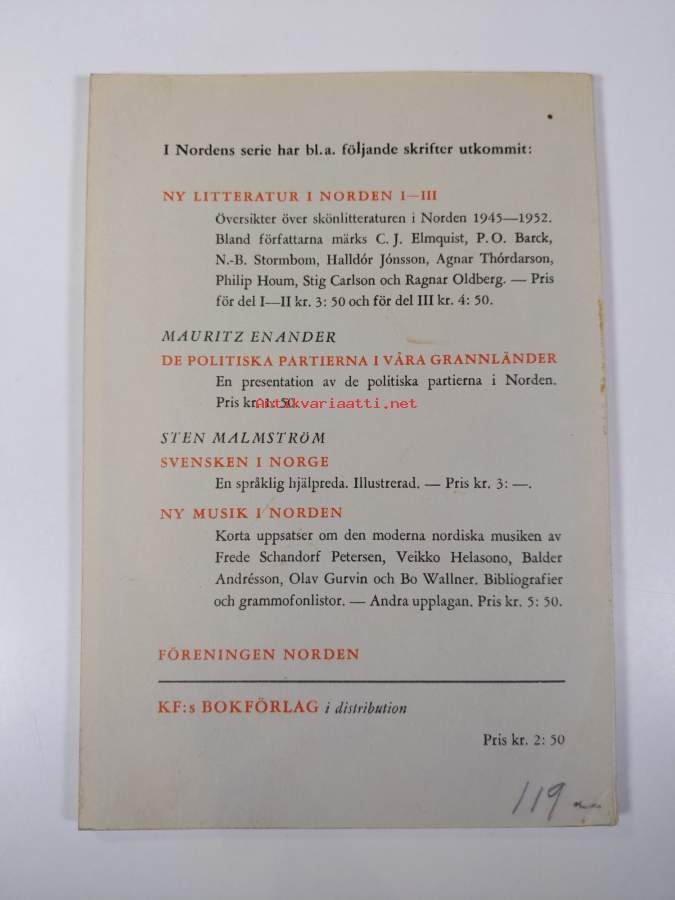 I Nordens serie har bl.a. följande skrifter utkommit:
NY LITTERATUR I NORDEN I—III
Översikter över skönlitteraturen i Norden 1945—1952.
Bland författarna märks C. J. Elmquist, P. O. Barck,
N.-B. Stormbom, Halldór Jónsson, Agnar Thórdarson,
Philip Houm, Stig Carlson och Ragnar Oldberg. — Pris
för del I—II kr. 3: 50 och för del III kr. 4: 50.
MAURITZ ENANDER
DE POLITISKA PARTIERNA I VÅRA GRANNLÄNDER
En presentation av de politiska partierna i Norden.
Pris kr. 1: 50.
Antikvariaatti.net
STEN MALMSTRÖM
SVENSKEN I NORGE
En språklig hjälpreda. Illustrerad. — Pris kr. 3: —.
NY MUSIK I NORDEN
Korta uppsatser om den moderna nordiska musiken av
Frede Schandorf Petersen, Veikko Helasono, Balder
Andrésson, Olav Gurvin och Bo Wallner. Bibliografier
och grammofonlistor. — Andra upplagan. Pris kr. 5: 50.
FÖRENINGEN NORDEN
KF:s BOKFÖRLAG i distribution
Pris kr. 2: 50
119